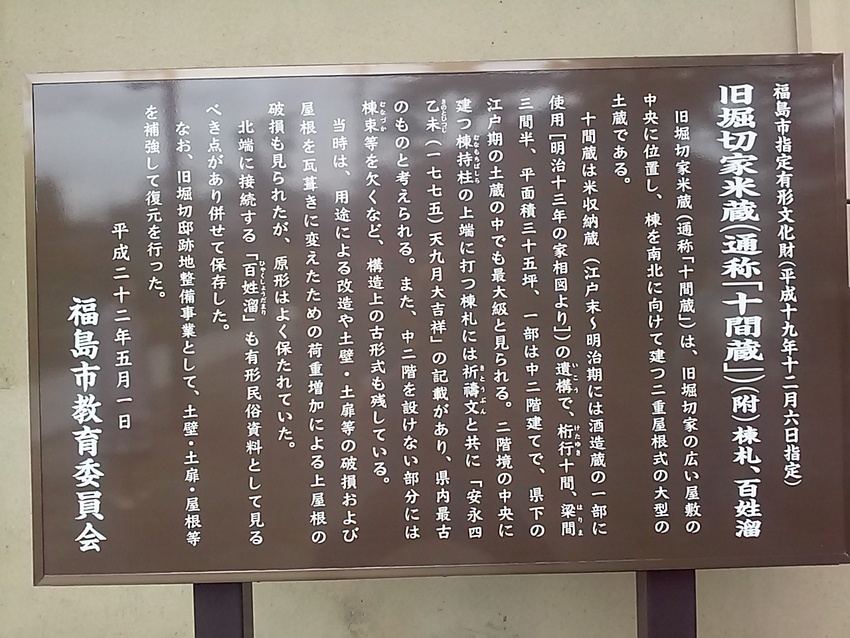 福島市指定有形文化財(平成十九年十二月六日指定)
旧堀切家米蔵(通称「十間蔵」)(附)棟札、百姓溜
旧堀切家米蔵(通称「十間蔵」)は、旧堀切家の広い屋敷の
中央に位置し、棟を南北に向けて建つ二重屋根式の大型の
土蔵である。
十間蔵は米収納蔵(江戸末~明治期には酒造蔵の一部に
使用[明治十三年の家相図より])の遺構で、桁行十間、梁間
三間半、平面積三十五坪、一部は中二階建てで、県下の
江戸期の土蔵の中でも最大級と見られる。二階境の中央に
建つ棟持柱の上端に打つ棟札には祈禱文と共に「安永四
乙未(一七七五)天九月大吉祥」の記載があり、県内最古
のものと考えられる。また、中二階を設けない部分には
棟束等を欠くなど、構造上の古形式も残している。
当時は、用途による改造や土壁・土扉等の破損および
屋根を瓦葺きに変えたための荷重増加による上屋根の
破損も見られたが、原形はよく保たれていた。
北端に接続する「百姓溜」も有形民俗資料として見る
べき点があり併せて保存した。
なお、旧堀切邸跡地整備事業として、土壁・土扉・屋根等
を補強して復元を行った。
平成二十二年五月一日
福島市教育委員会